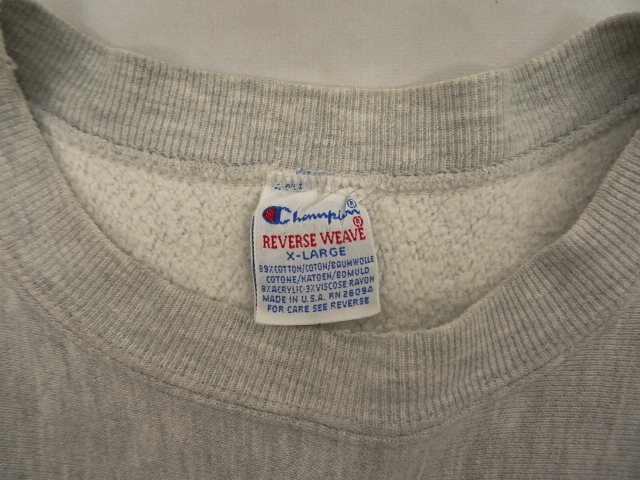 Champion®
REVERSE WEAVE®
X-LARGE
89% COTTON/COTON/BAUMWOLLE
COTONE/KATOEN/BOMULD
8% ACRYLIC·3% VISCOSE RAYON
MADE IN U.S.A. RN 26094
FOR CARE SEE REVERSE